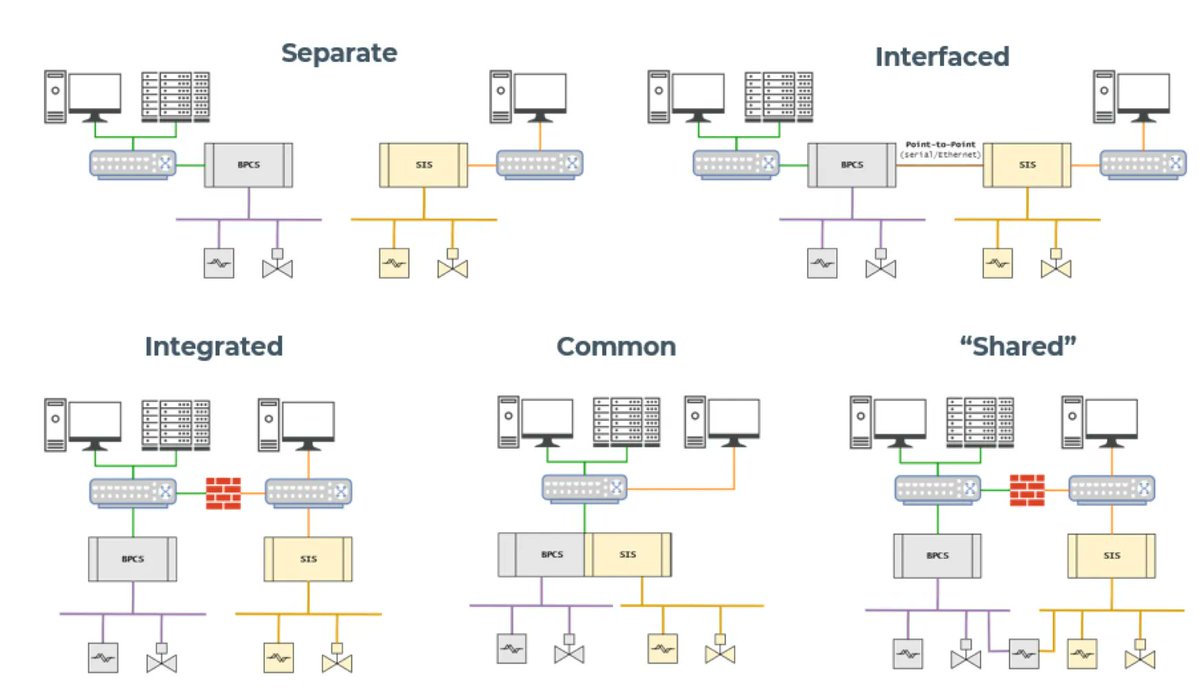 Separate
Interfaced
BPCS
SIS
BPCS
Point-to-Point
(serial/Ethernet)
SIS
Integrated
Common
“Shared”
BPCS
SIS
BPCS
SIS
BPCS
SIS